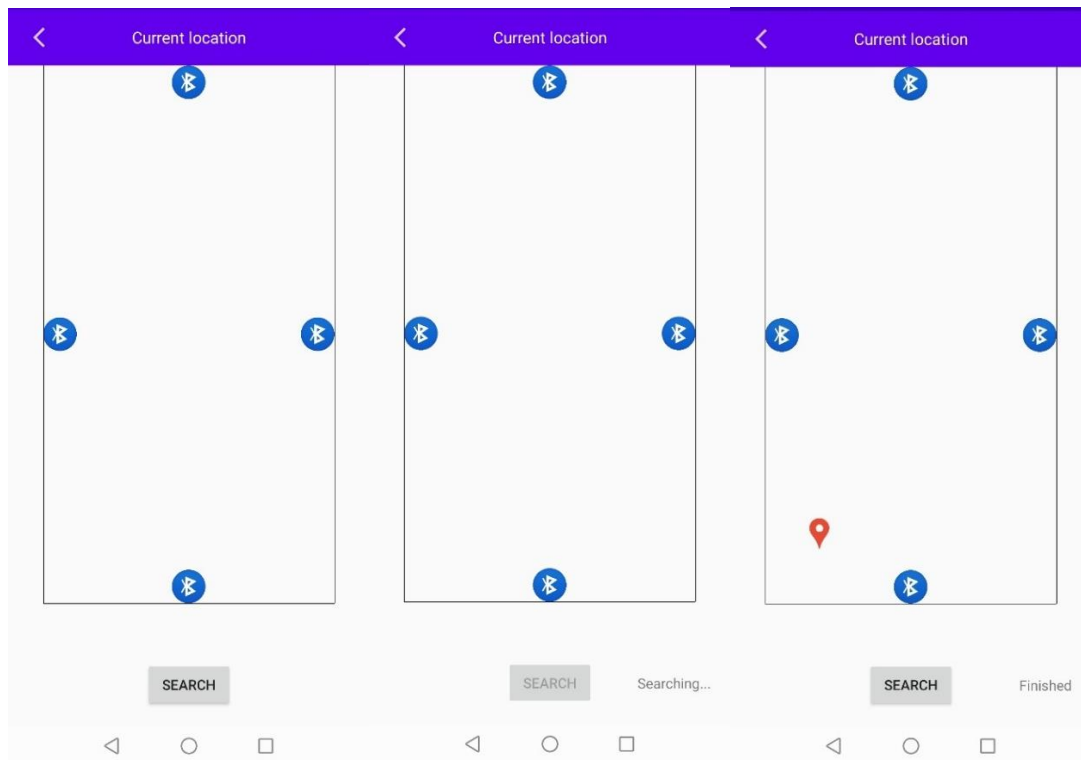 Current location
SEARCH
Current location
SEARCH
Searching...
Current location
SEARCH
Finished